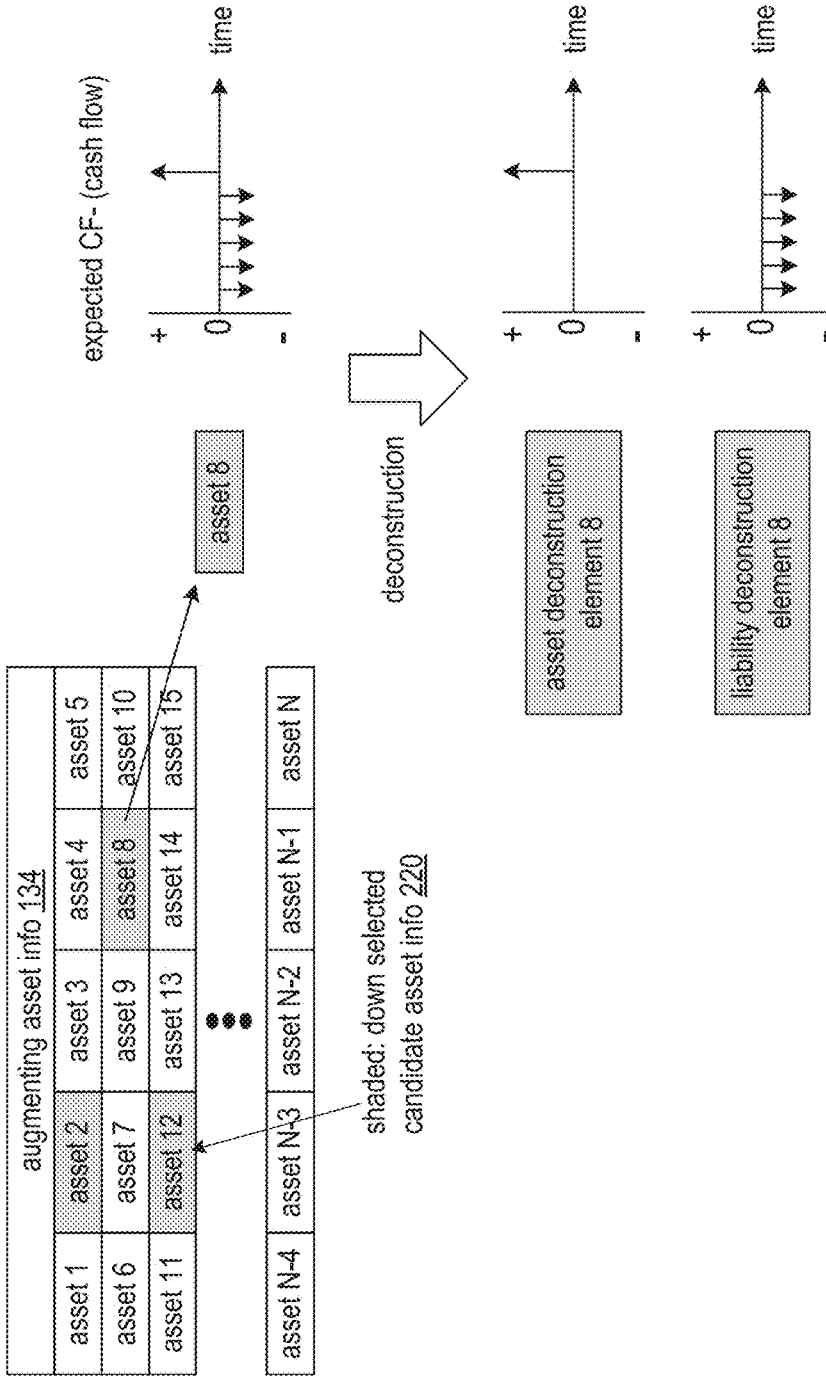 augmenting asset info 134
asset 1 asset 2 asset 3 asset 4 asset 5
asset 6 asset 7 asset 9 asset 8 asset 10
asset 11 asset 12 asset 13 asset 14 asset 15
asset N-4 asset N-3 asset N-2 asset N-1 asset N
shaded: down selected
candidate asset info 220
asset 8
expected CF- (cash flow)
+
0
-
time
deconstruction
asset deconstruction
element 8
+
0
-
time
liability deconstruction
element 8
+
0
-
time